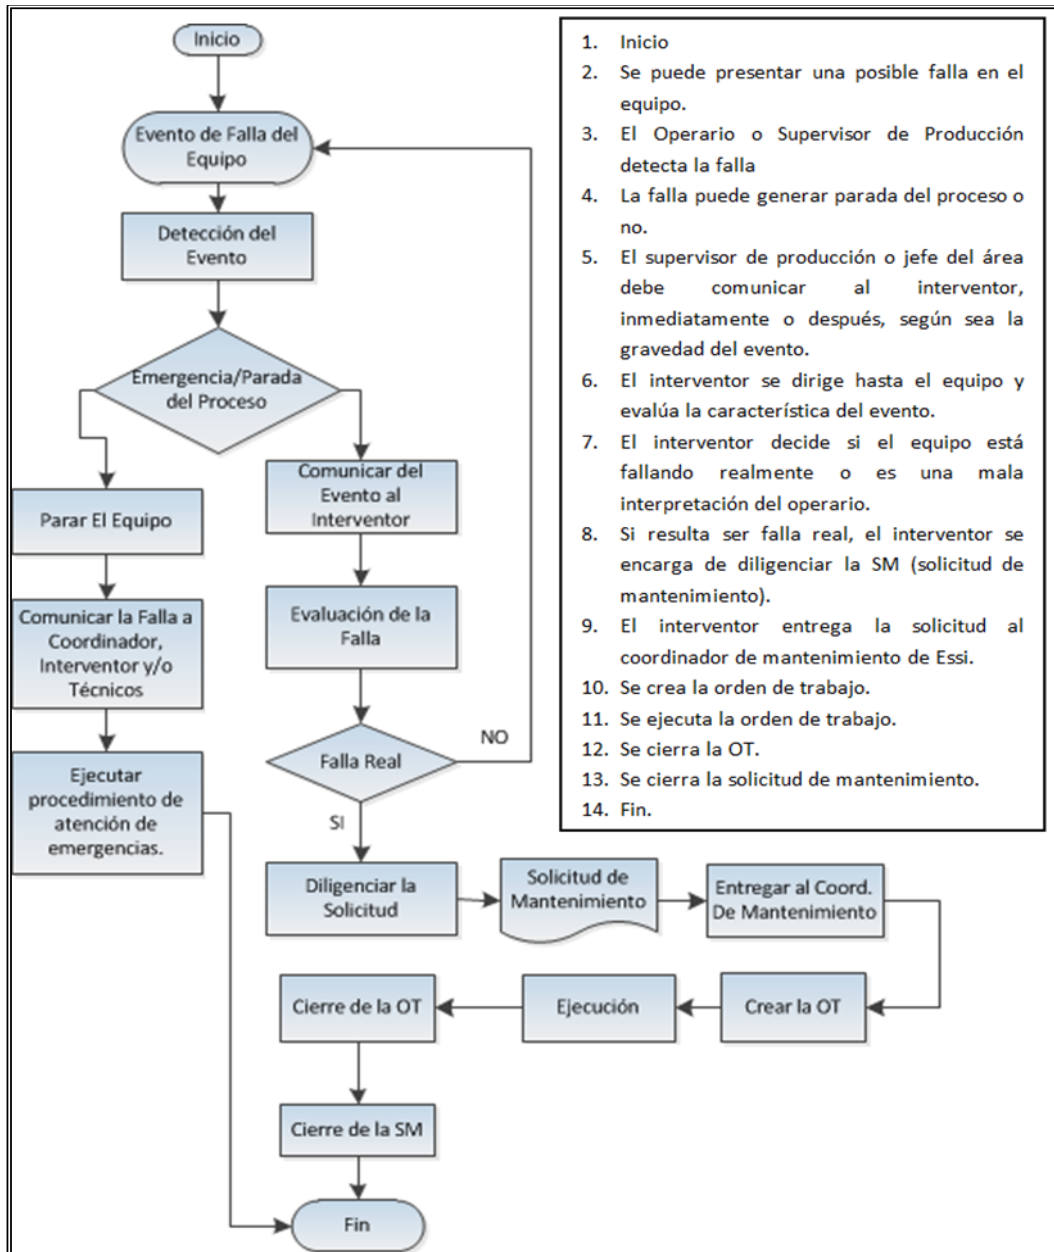 Inicio
Evento de Falla del
Equipo
Detección del
Evento
Emergencia/Parada
del Proceso
Parar El Equipo
Comunicar la Falla a
Coordinador,
Interventor y/o
Técnicos
Ejecutar
procedimiento de
atención de
emergencias.
Comunicar del
Evento al
Interventor
Evaluación de la
Falla
Falla Real
NO
SI
Diligenciar la
Solicitud
Solicitud de
Mantenimiento
Entregar al Coord.
De Mantenimiento
Crear la OT
Ejecución
Cierre de la OT
Cierre de la SM
Fin
1. Inicio
2. Se puede presentar una posible falla en el
equipo.
3. El Operario o Supervisor de Producción
detecta la falla
4. La falla puede generar parada del proceso o
no.
5. El supervisor de producción o jefe del área
debe comunicar al interventor,
inmediatamente o después, según sea la
gravedad del evento.
6. El interventor se dirige hasta el equipo y
evalúa la característica del evento.
7. El interventor decide si el equipo está
fallando realmente o es una mala
interpretación del operario.
8. Si resulta ser falla real, el interventor se
encarga de diligenciar la SM (solicitud de
mantenimiento).
9. El interventor entrega la solicitud al
coordinador de mantenimiento de Essi.
10. Se crea la orden de trabajo.
11. Se ejecuta la orden de trabajo.
12. Se cierra la OT.
13. Se cierra la solicitud de mantenimiento.
14. Fin.